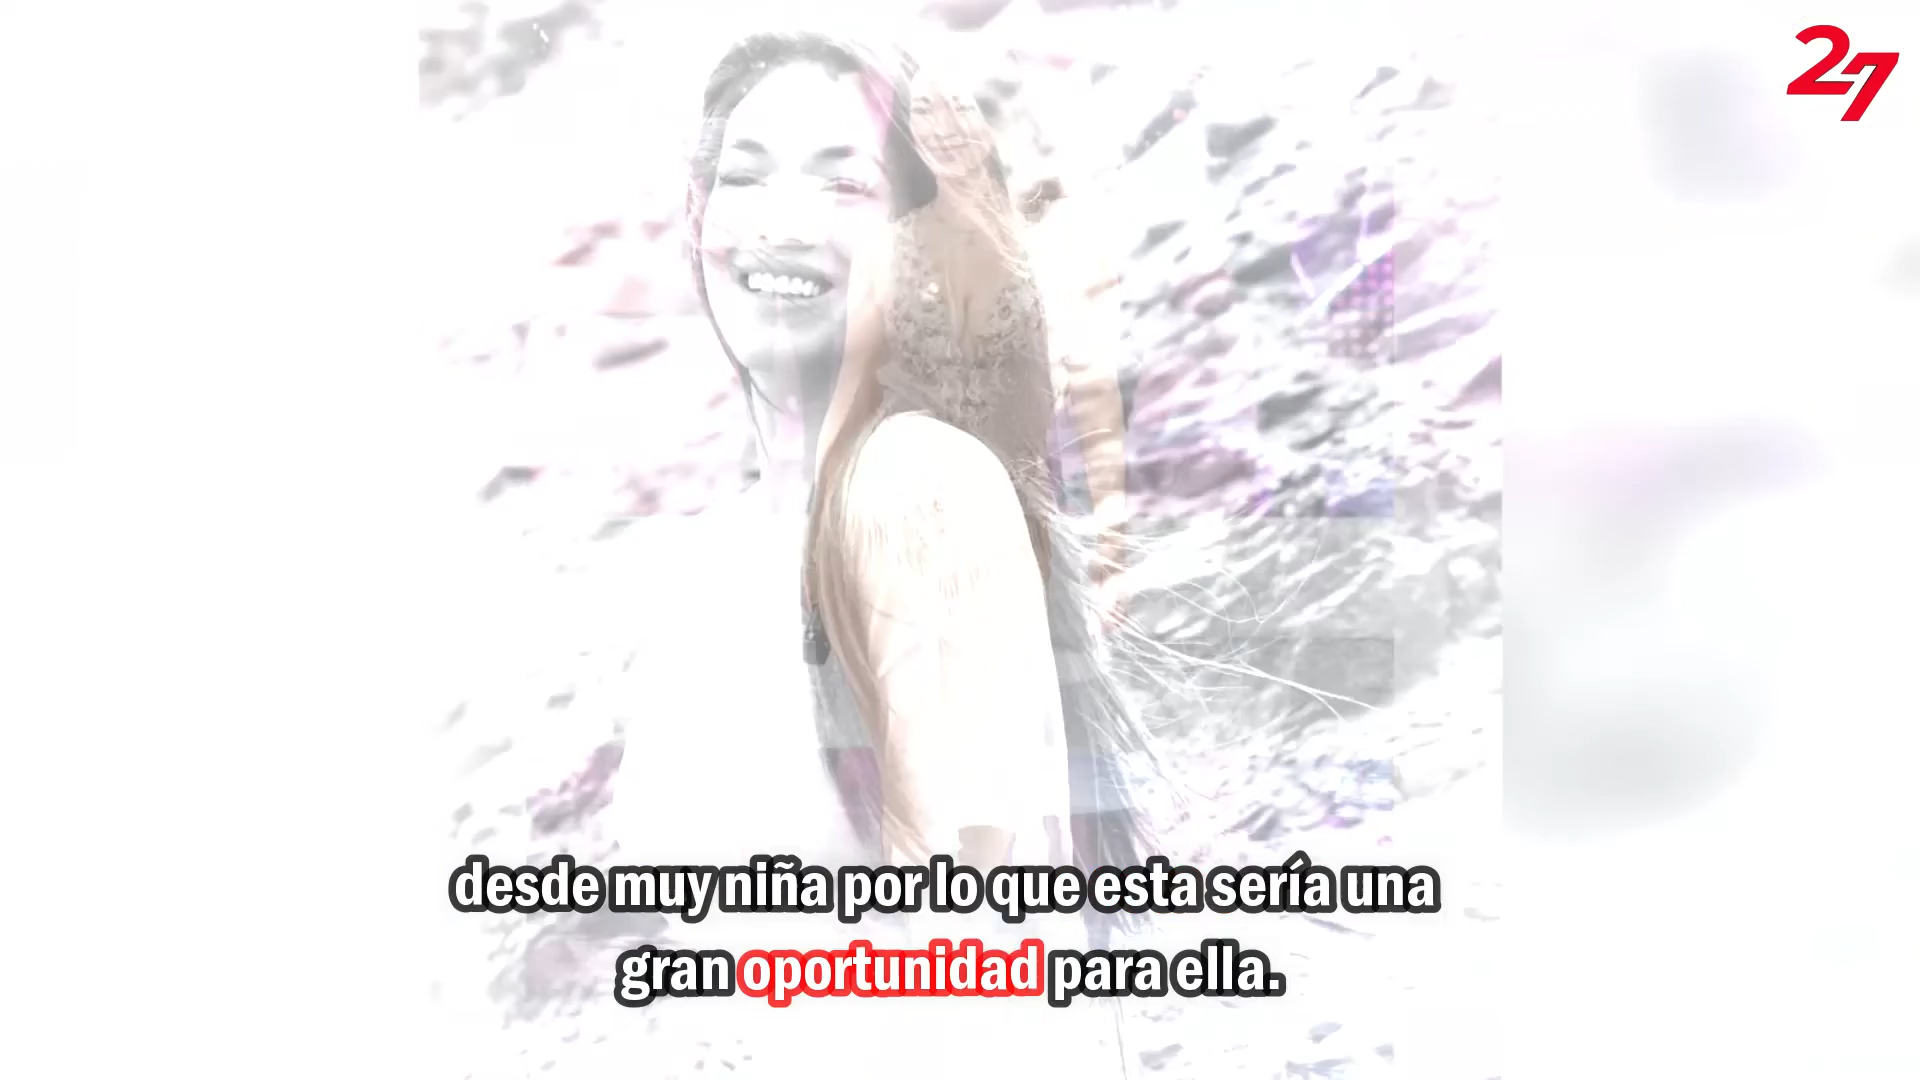 27
desde muy niña por lo que esta sería una
gran oportunidad para ella.